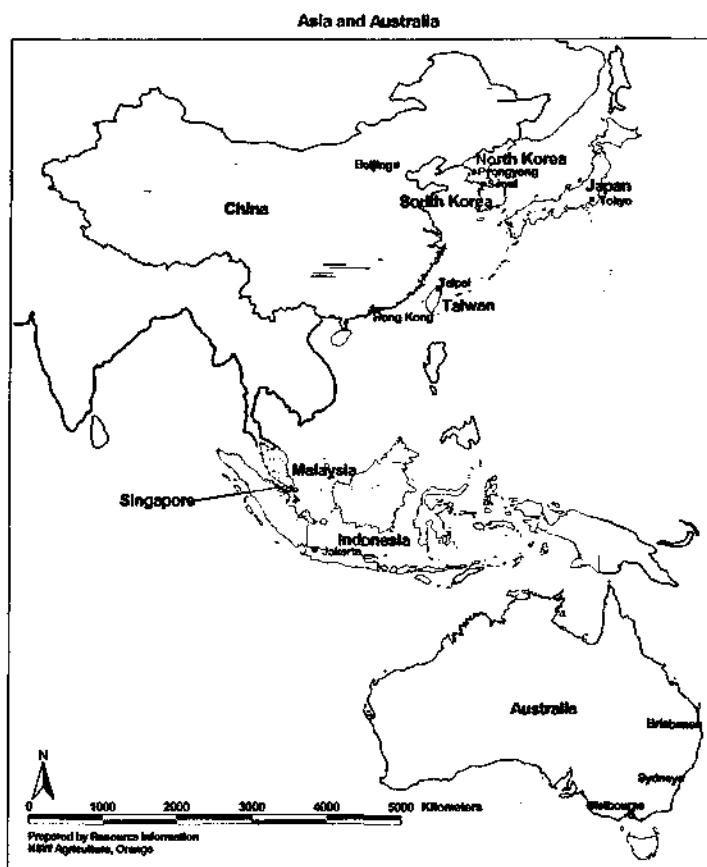 Asia and Australia
Beijing
North Korea
Pyongyang
Seoul
South Korea
Japan
Tokyo
China
Taipei
Taiwan
Hong Kong
Malaysia
Singapore
Indonesia
Jakarta
Australia
Brisbane
Sydney
Melbourne
N
0 1000 2000 3000 4000 5000 Kilometers
Prepared by Resource Information
NSW Agriculture, Orange